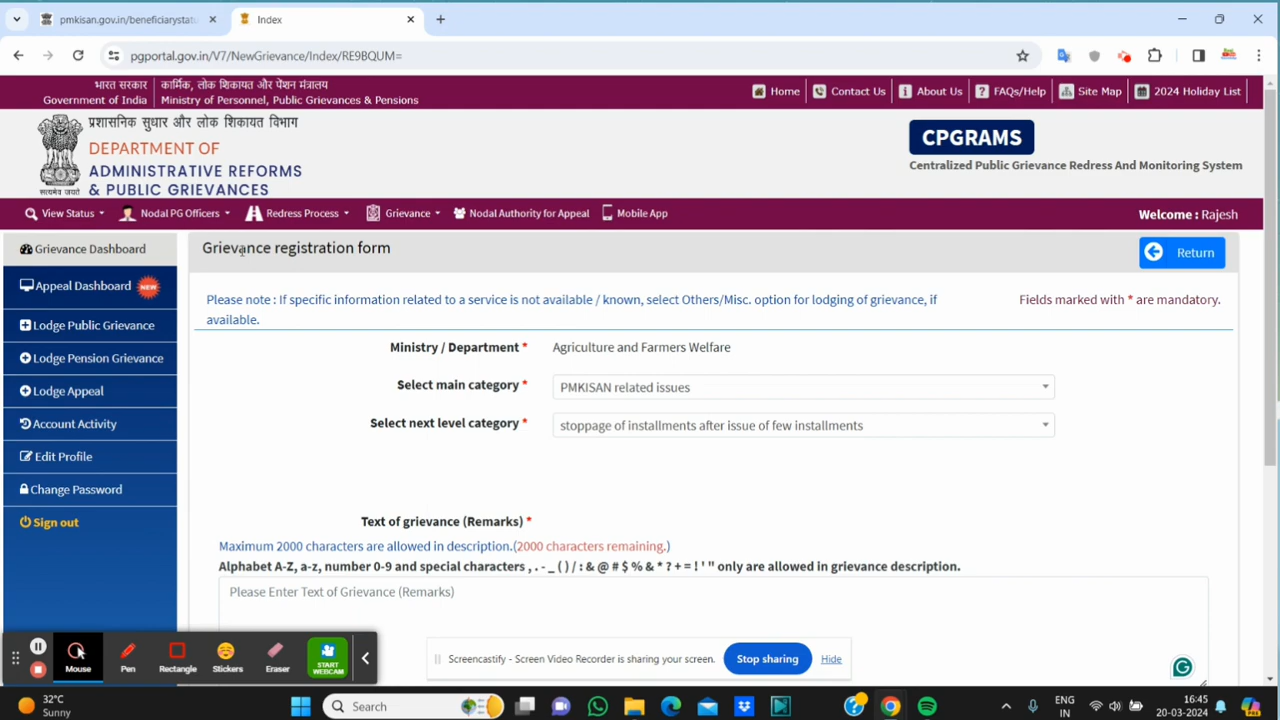 pmkisan.gov.in/beneficiarystatu
Index
pgportal.gov.in/V7/NewGrievance/Index/RE9BQUM=
भारत सरकार
Government of India
कार्मिक, लोक शिकायत और पेंशन मंत्रालय
Ministry of Personnel, Public Grievances & Pensions
Home
Contact Us
About Us
FAQs/Help
Site Map
2024 Holiday List
सत्यमेव जयते
प्रशासनिक सुधार और लोक शिकायत विभाग
DEPARTMENT OF
ADMINISTRATIVE REFORMS
& PUBLIC GRIEVANCES
CPGRAMS
Centralized Public Grievance Redress And Monitoring System
View Status
Nodal PG Officers
Redress Process
Grievance
Nodal Authority for Appeal
Mobile App
Welcome : Rajesh
Grievance Dashboard
Appeal Dashboard NEW
Lodge Public Grievance
Lodge Pension Grievance
Lodge Appeal
Account Activity
Edit Profile
Change Password
Sign out
Grievance registration form
Return
Please note : If specific information related to a service is not available / known, select Others/Misc. option for lodging of grievance, if
available.
Fields marked with * are mandatory.
Ministry / Department * Agriculture and Farmers Welfare
Select main category * PMKISAN related issues
Select next level category * stoppage of installments after issue of few installments
Text of grievance (Remarks) *
Maximum 2000 characters are allowed in description.(2000 characters remaining.)
Alphabet A-Z, a-z, number 0-9 and special characters , . - _ ( ) / : & @ # $ % & * ? + = ! ' " only are allowed in grievance description.
Please Enter Text of Grievance (Remarks)
Mouse
Pen
Rectangle
Stickers
Eraser
START
WEBCAM
Screencastify - Screen Video Recorder is sharing your screen.
Stop sharing
Hide
32°C
Sunny
Search
ENG
IN
16:45
20-03-2024